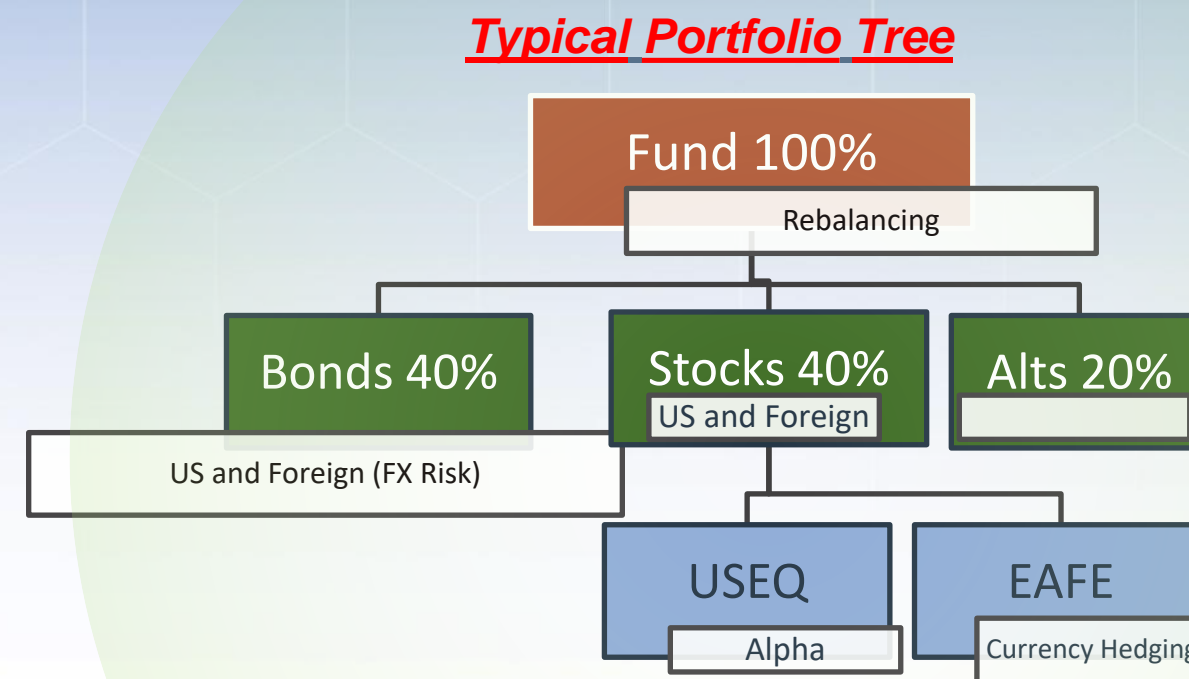 Typical Portfolio Tree
Fund 100%
Rebalancing
Bonds 40%
Stocks 40%
Alts 20%
US and Foreign
US and Foreign (FX Risk)
USEQ
EAFE
Alpha
Currency Hedging